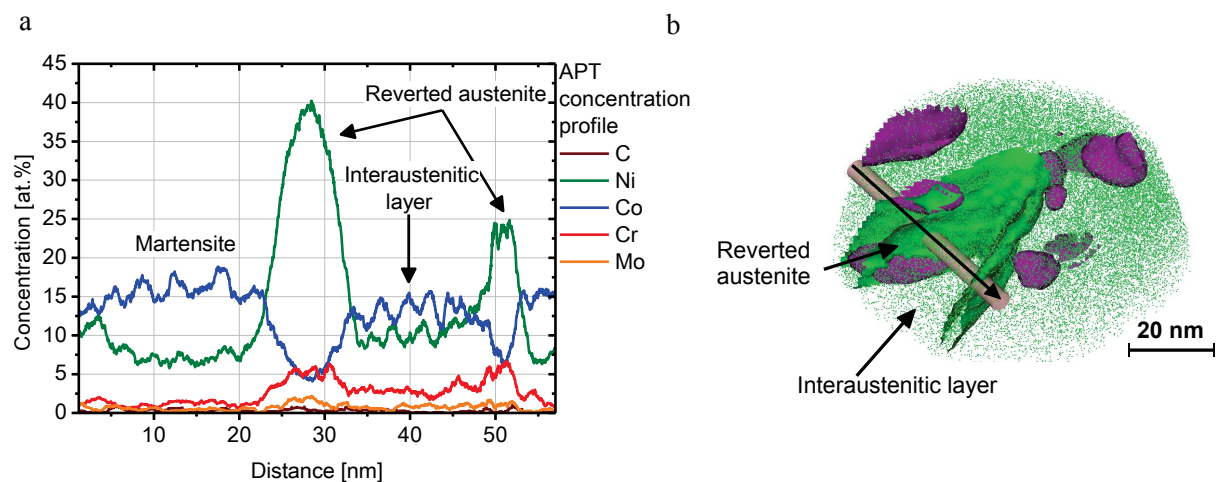 a
45
40
35
30
25
20
15
10
5
0
Concentration [at.%]
10
20
30
40
50
Distance [nm]
Martensite
Reverted austenite
Interaustenitic
layer
APT
concentration
profile
C
Ni
Co
Cr
Mo
b
Reverted
austenite
Interaustenitic layer
20 nm